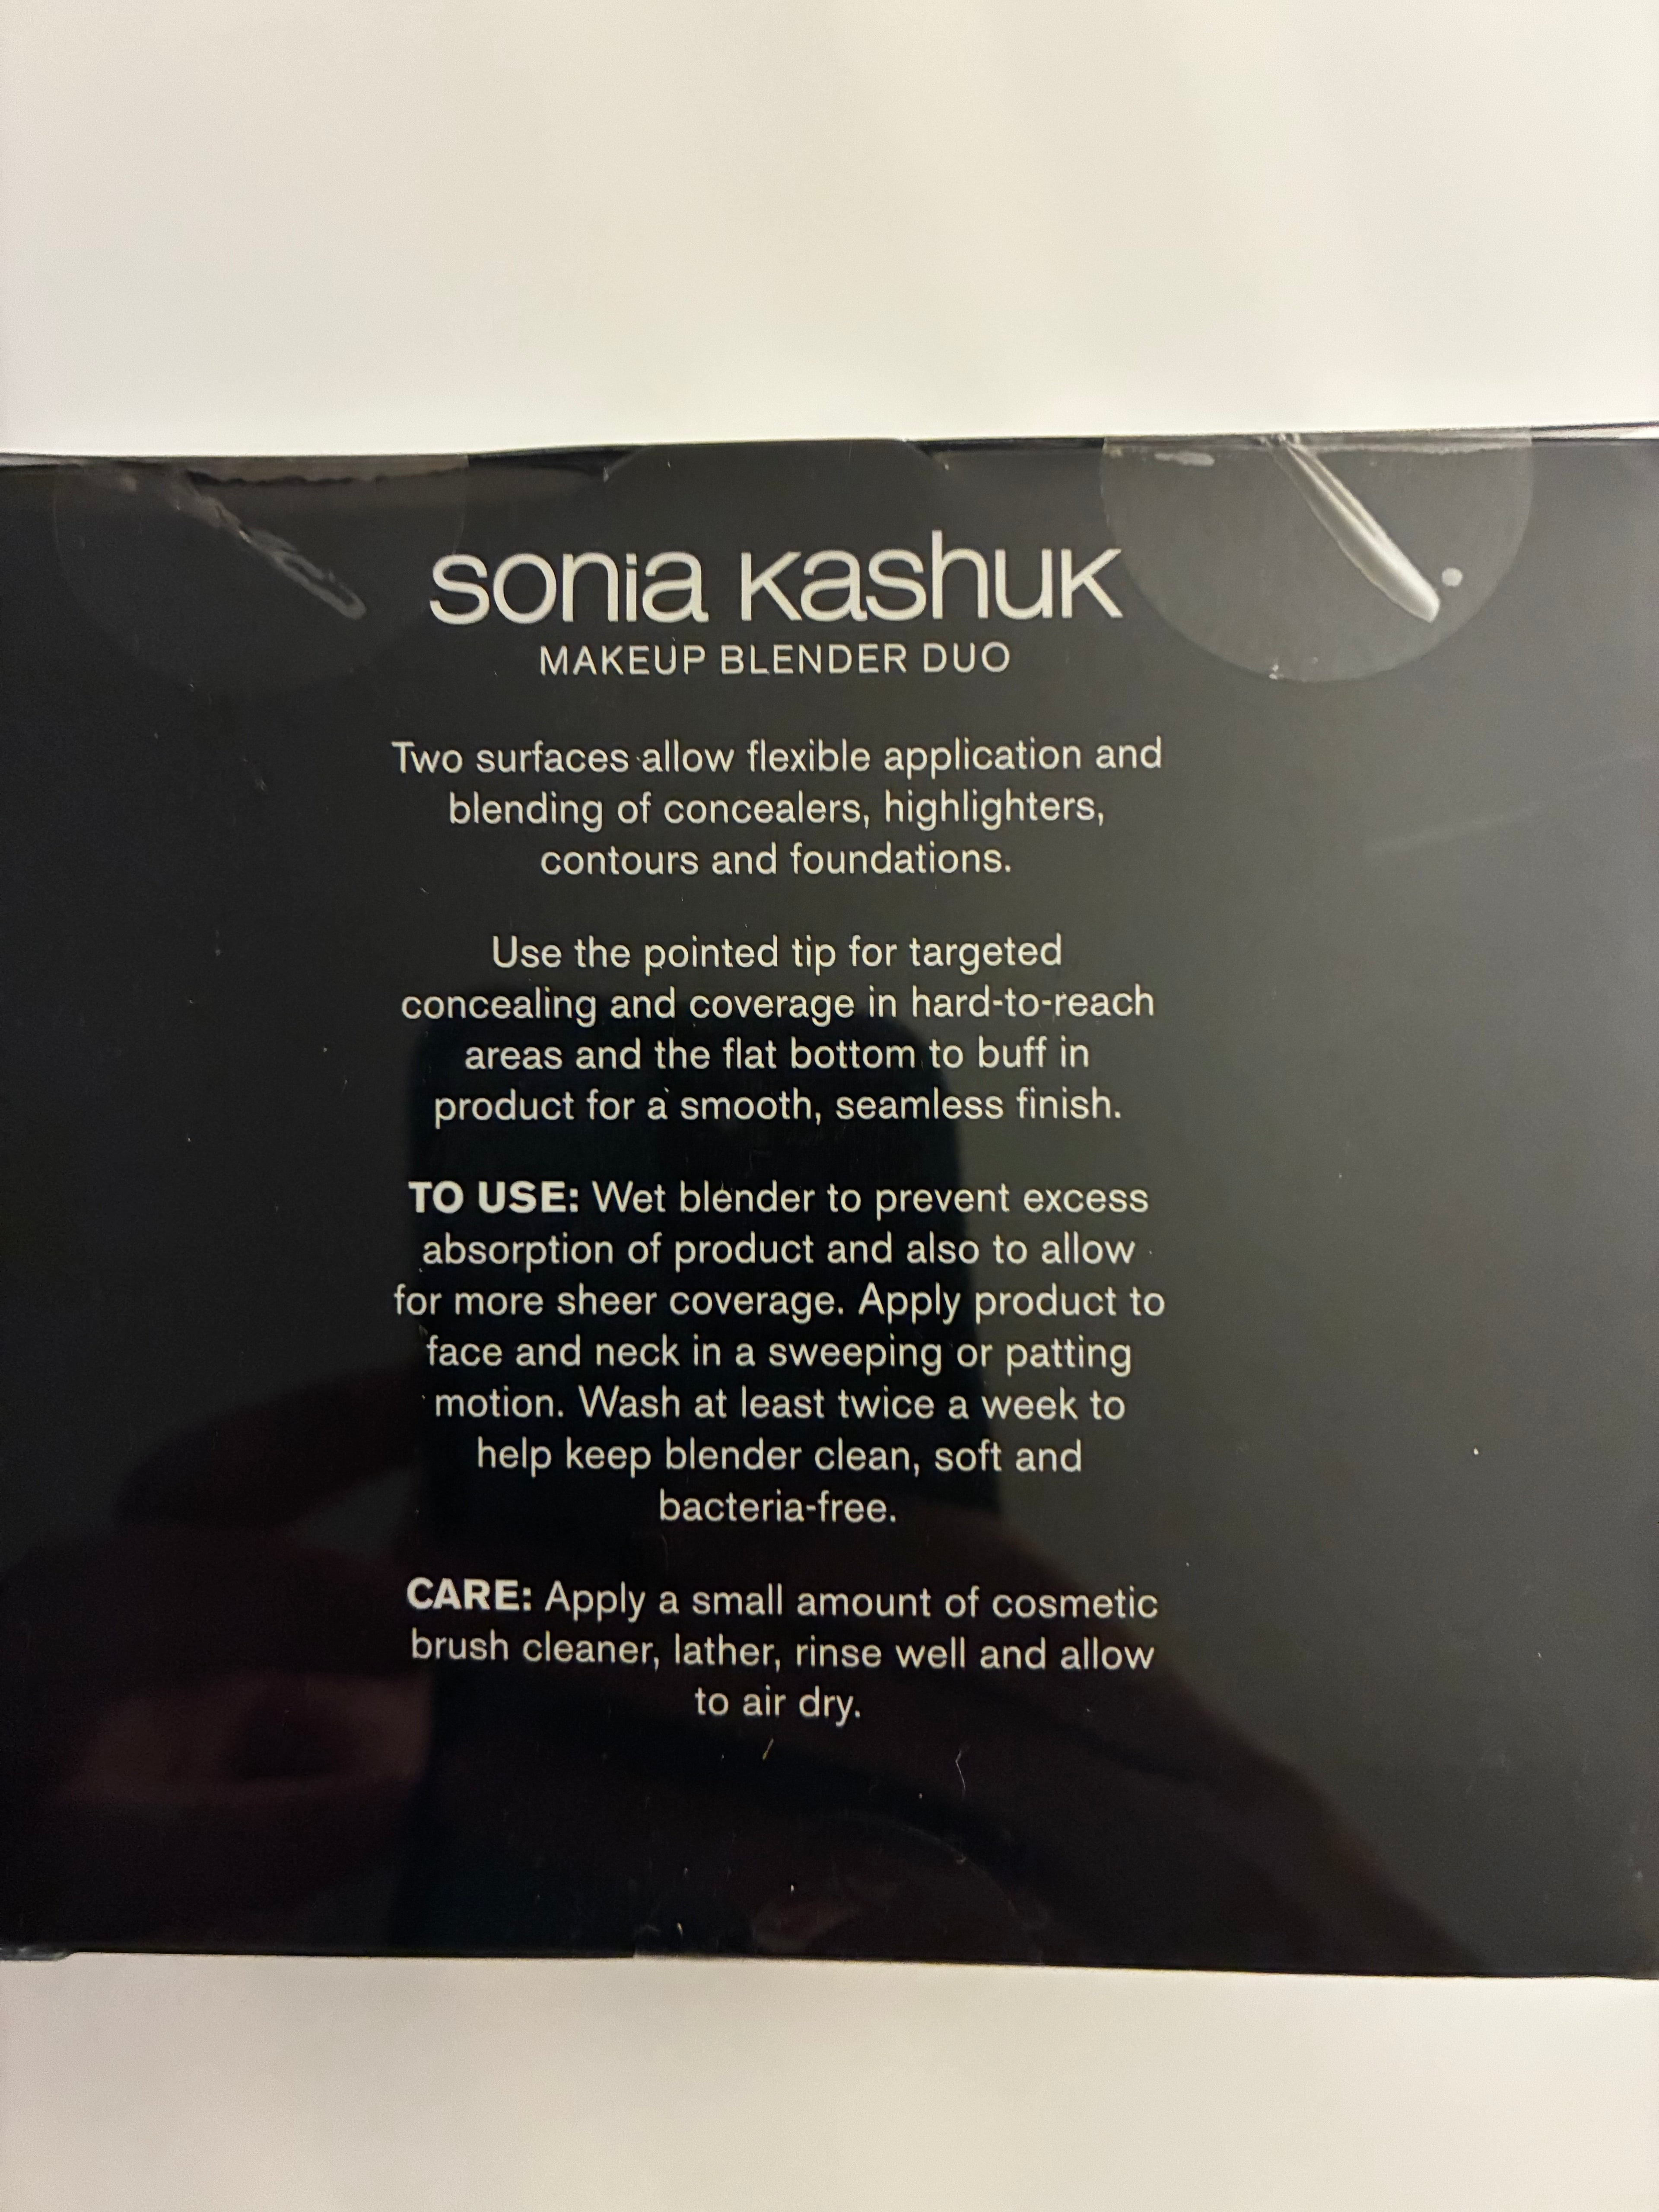 sonia kashuk
MAKEUP BLENDER DUO
Two surfaces allow flexible application and
blending of concealers, highlighters,
contours and foundations.
Use the pointed tip for targeted
concealing and coverage in hard-to-reach
areas and the flat bottom to buff in
product for a smooth, seamless finish.
TO USE: Wet blender to prevent excess
absorption of product and also to allow
for more sheer coverage. Apply product to
face and neck in a sweeping or patting
motion. Wash at least twice a week to
help keep blender clean, soft and
bacteria-free.
CARE: Apply a small amount of cosmetic
brush cleaner, lather, rinse well and allow
to air dry.